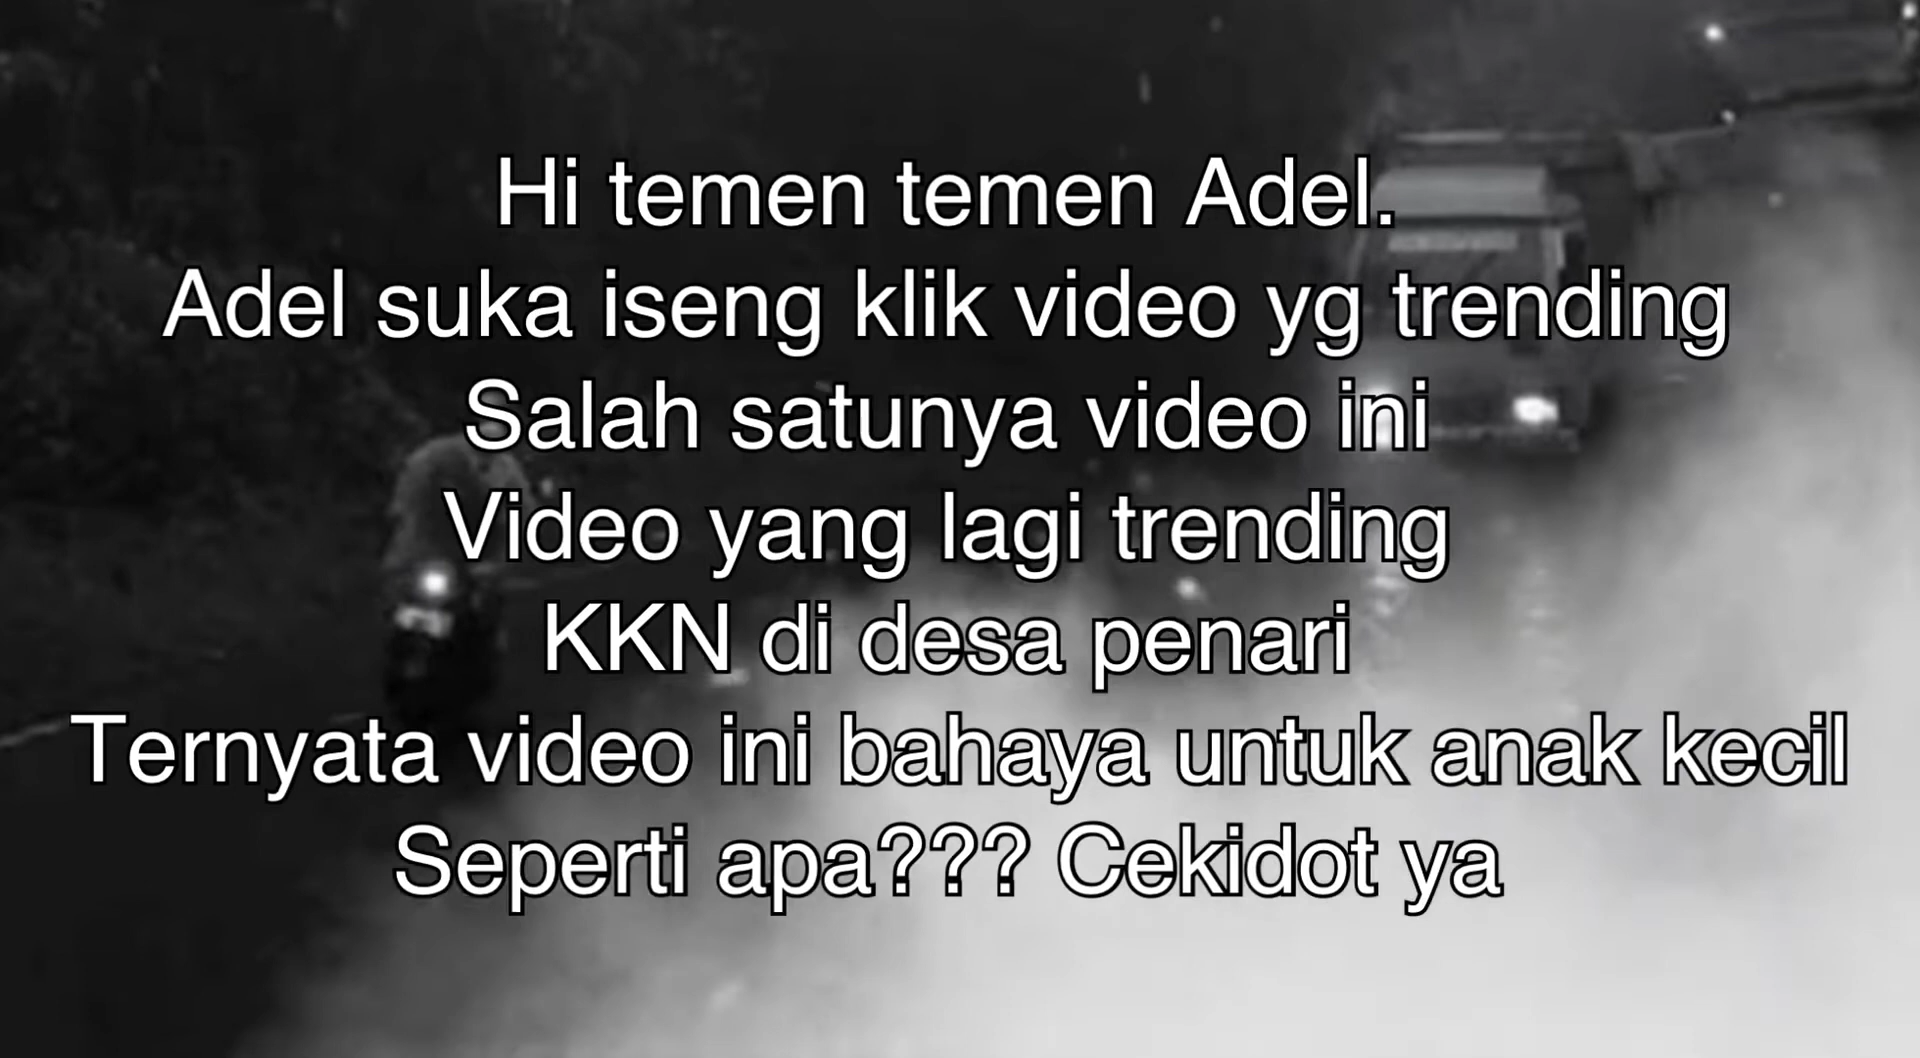 Hi temen temen Adel.
Adel suka iseng klik video yg trending
Salah satunya video ini
Video yang lagi trending
KKN di desa penari
Ternyata video ini bahaya untuk anak kecil
Seperti apa??? Cekidot ya